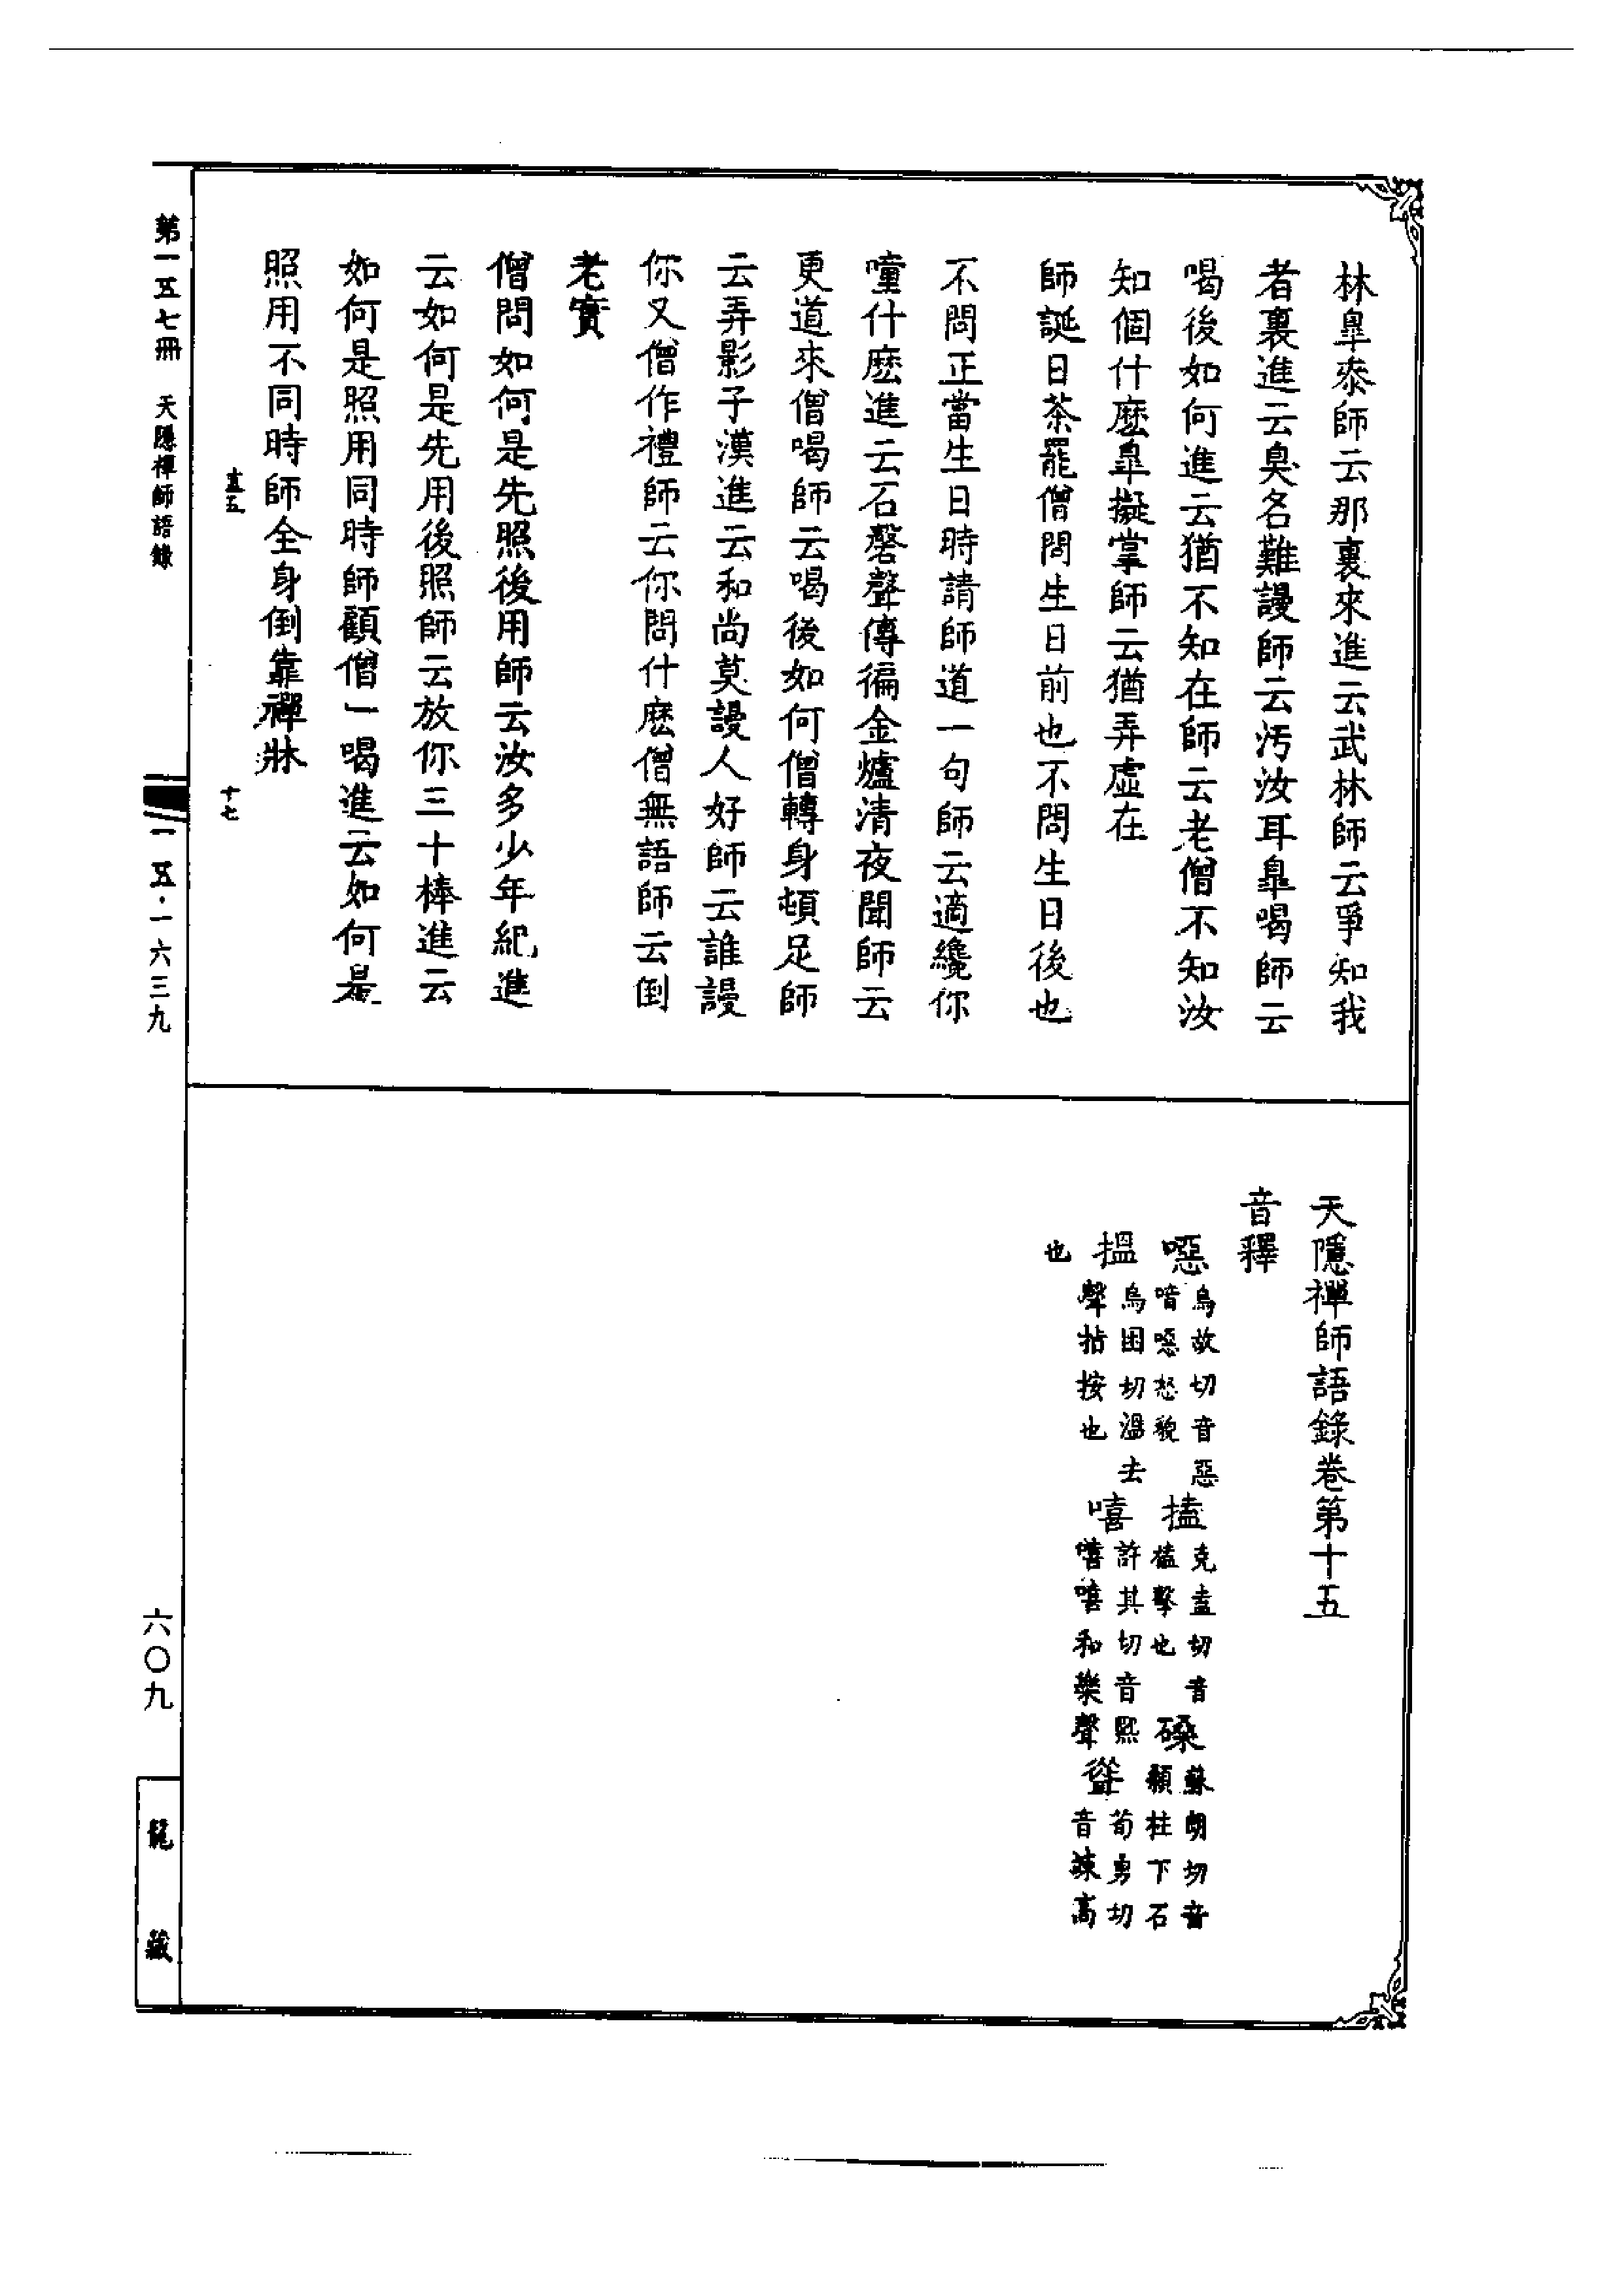 林臯泰師云那裏來進云武林師云爭知我
者裏進云臭名難謾師云污汝耳臯喝師云
喝後如何進云猶不知在師云老僧不知汝
知個什麽臯擬掌師云猶弄虛在
師誕日茶罷僧問生日前也不問生日後也
不問正當生日時請師道一句師云適纔你
噇什麽進云石磬聲傳徧金爐清夜聞師云
更道來僧喝師云喝後如何僧轉身頓足師
云弄影子漢進云和尚莫謾人好師云誰謾
你又僧作禮師云你問什麽僧無語師云倒
老實
僧問如何是先照後用師云汝多少年紀進
云如何是先用後照師云放你三十棒進云
如何是照用同時師顧僧一喝進云如何是
照用不同時師全身倒靠禪牀
十七
天隱禪師語錄卷第十五
音釋
噁 烏故切音惡喑噁怒貌 搕 克盍切音榼擊也 磉 蘇朗切音顙柱下石
搵 烏困切溫去聲拈按也 嘻 許其切音熙嘻嘻和樂聲 聳 荀勇切音竦高
也
第一五七冊 天隱禪師語錄
一五·一六三九
六〇九
龍藏